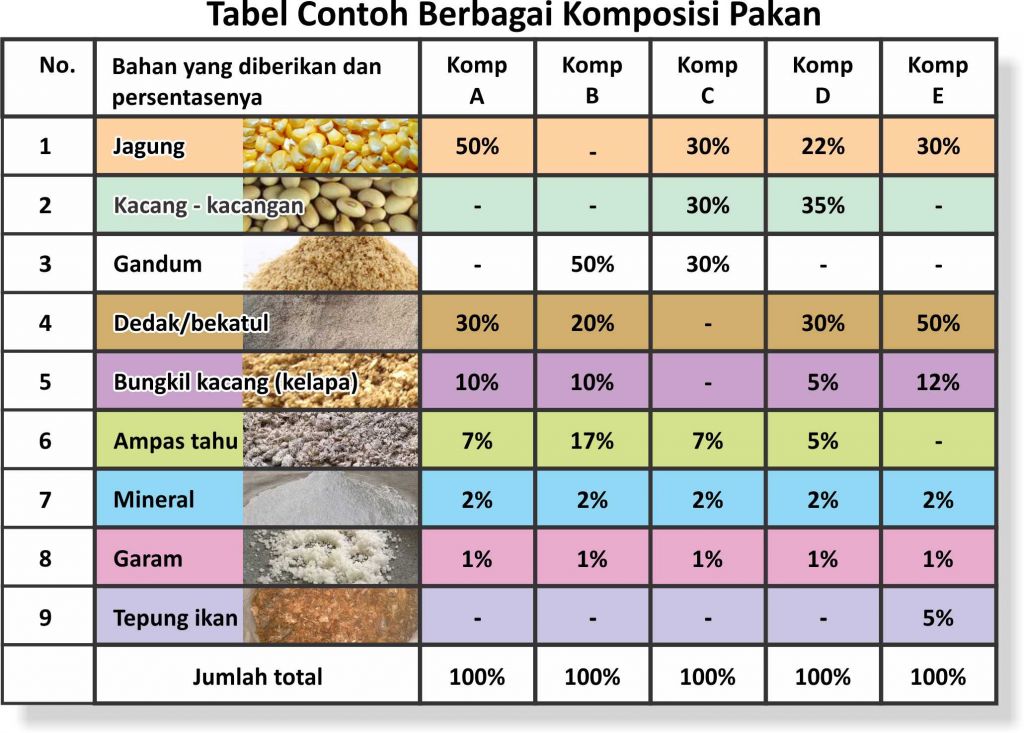 Tabel Contoh Berbagai Komposisi Pakan
No. Bahan yang diberikan dan persentasenya Komp A Komp B Komp C Komp D Komp E
1 Jagung 50% - 30% 22% 30%
2 Kacang - kacangan - - 30% 35% -
3 Gandum - 50% 30% - -
4 Dedak/bekatul 30% 20% - 30% 50%
5 Bungkil kacang (kelapa) 10% 10% - 5% 12%
6 Ampas tahu 7% 17% 7% 5% -
7 Mineral 2% 2% 2% 2% 2%
8 Garam 1% 1% 1% 1% 1%
9 Tepung ikan - - - - 5%
Jumlah total 100% 100% 100% 100% 100%